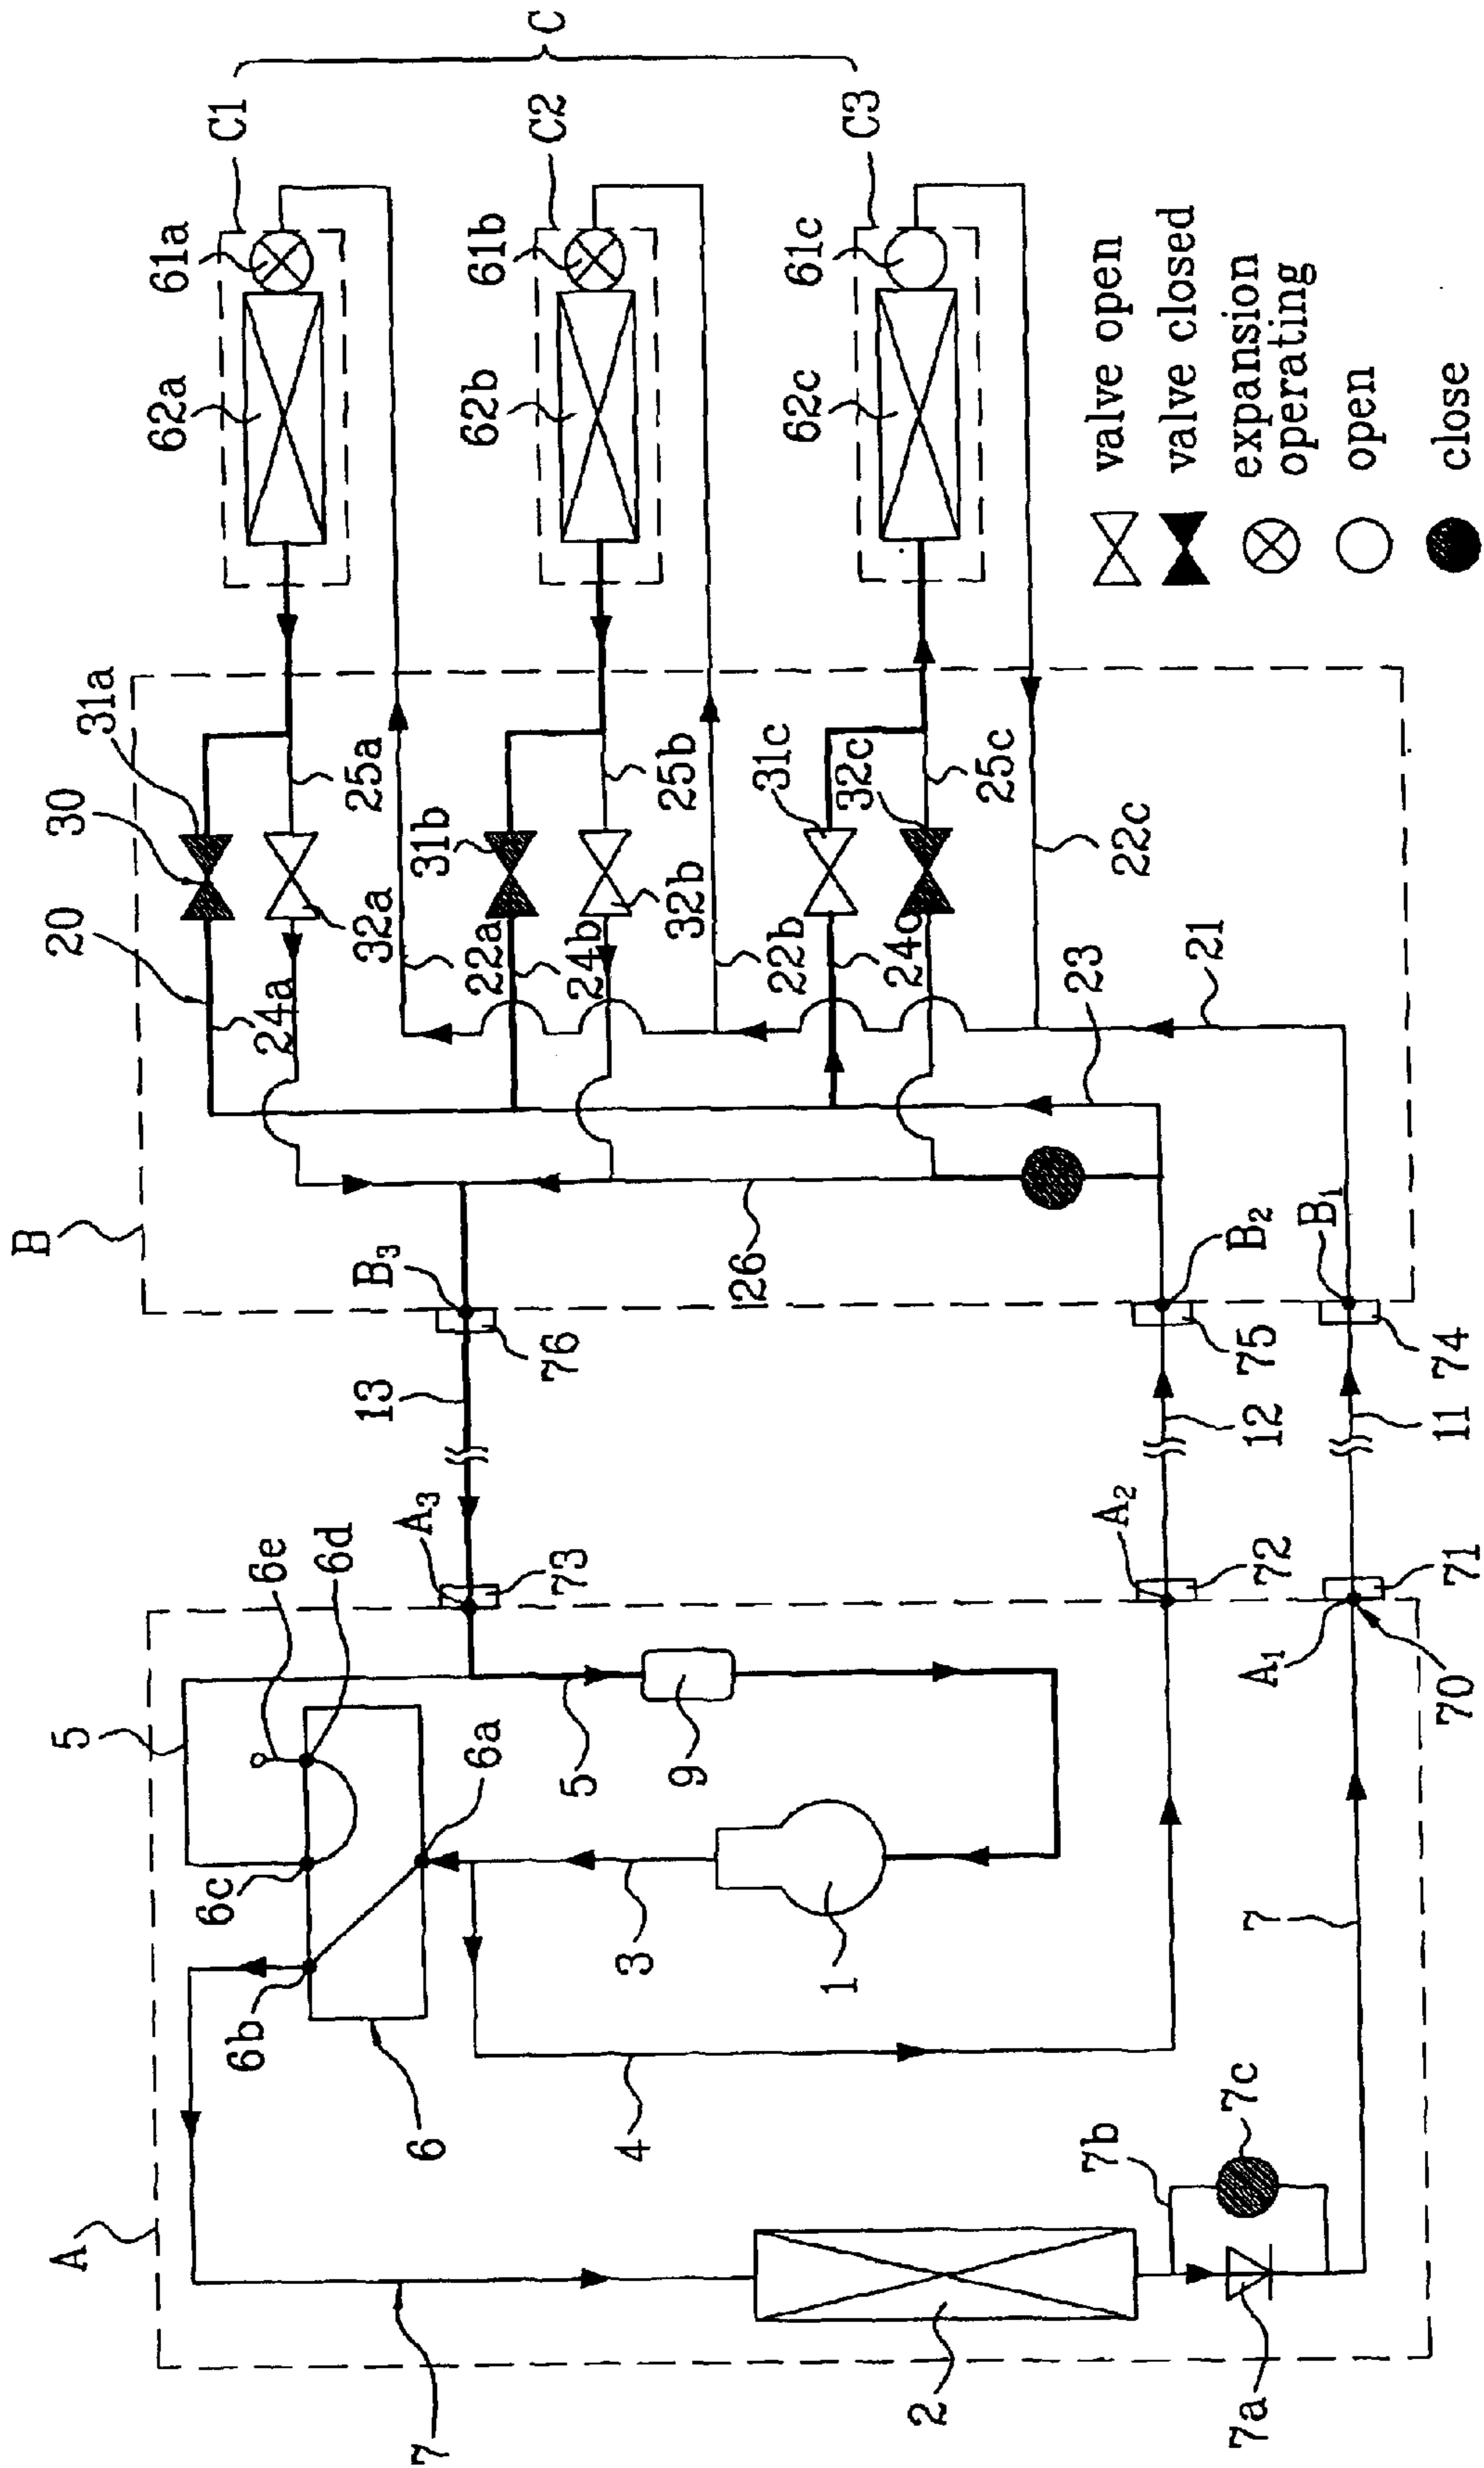 C
C1
C2
C3
61a
61b
61c
62a
62b
62c
valve open
valve closed
expansion
operating
open
close
31a
30
20
25a
31b
25b
31c
32c
25c
22c
32a
24a
22a
24b
32b
22b
24c
23
21
B
B3
76
26
B2
75
B1
74
13
12
11
A3
73
A2
72
A1
71
70
6e
6d
5
5
9
6a
6c
3
1
7
6b
6
4
A
7b
7c
2
7a
7